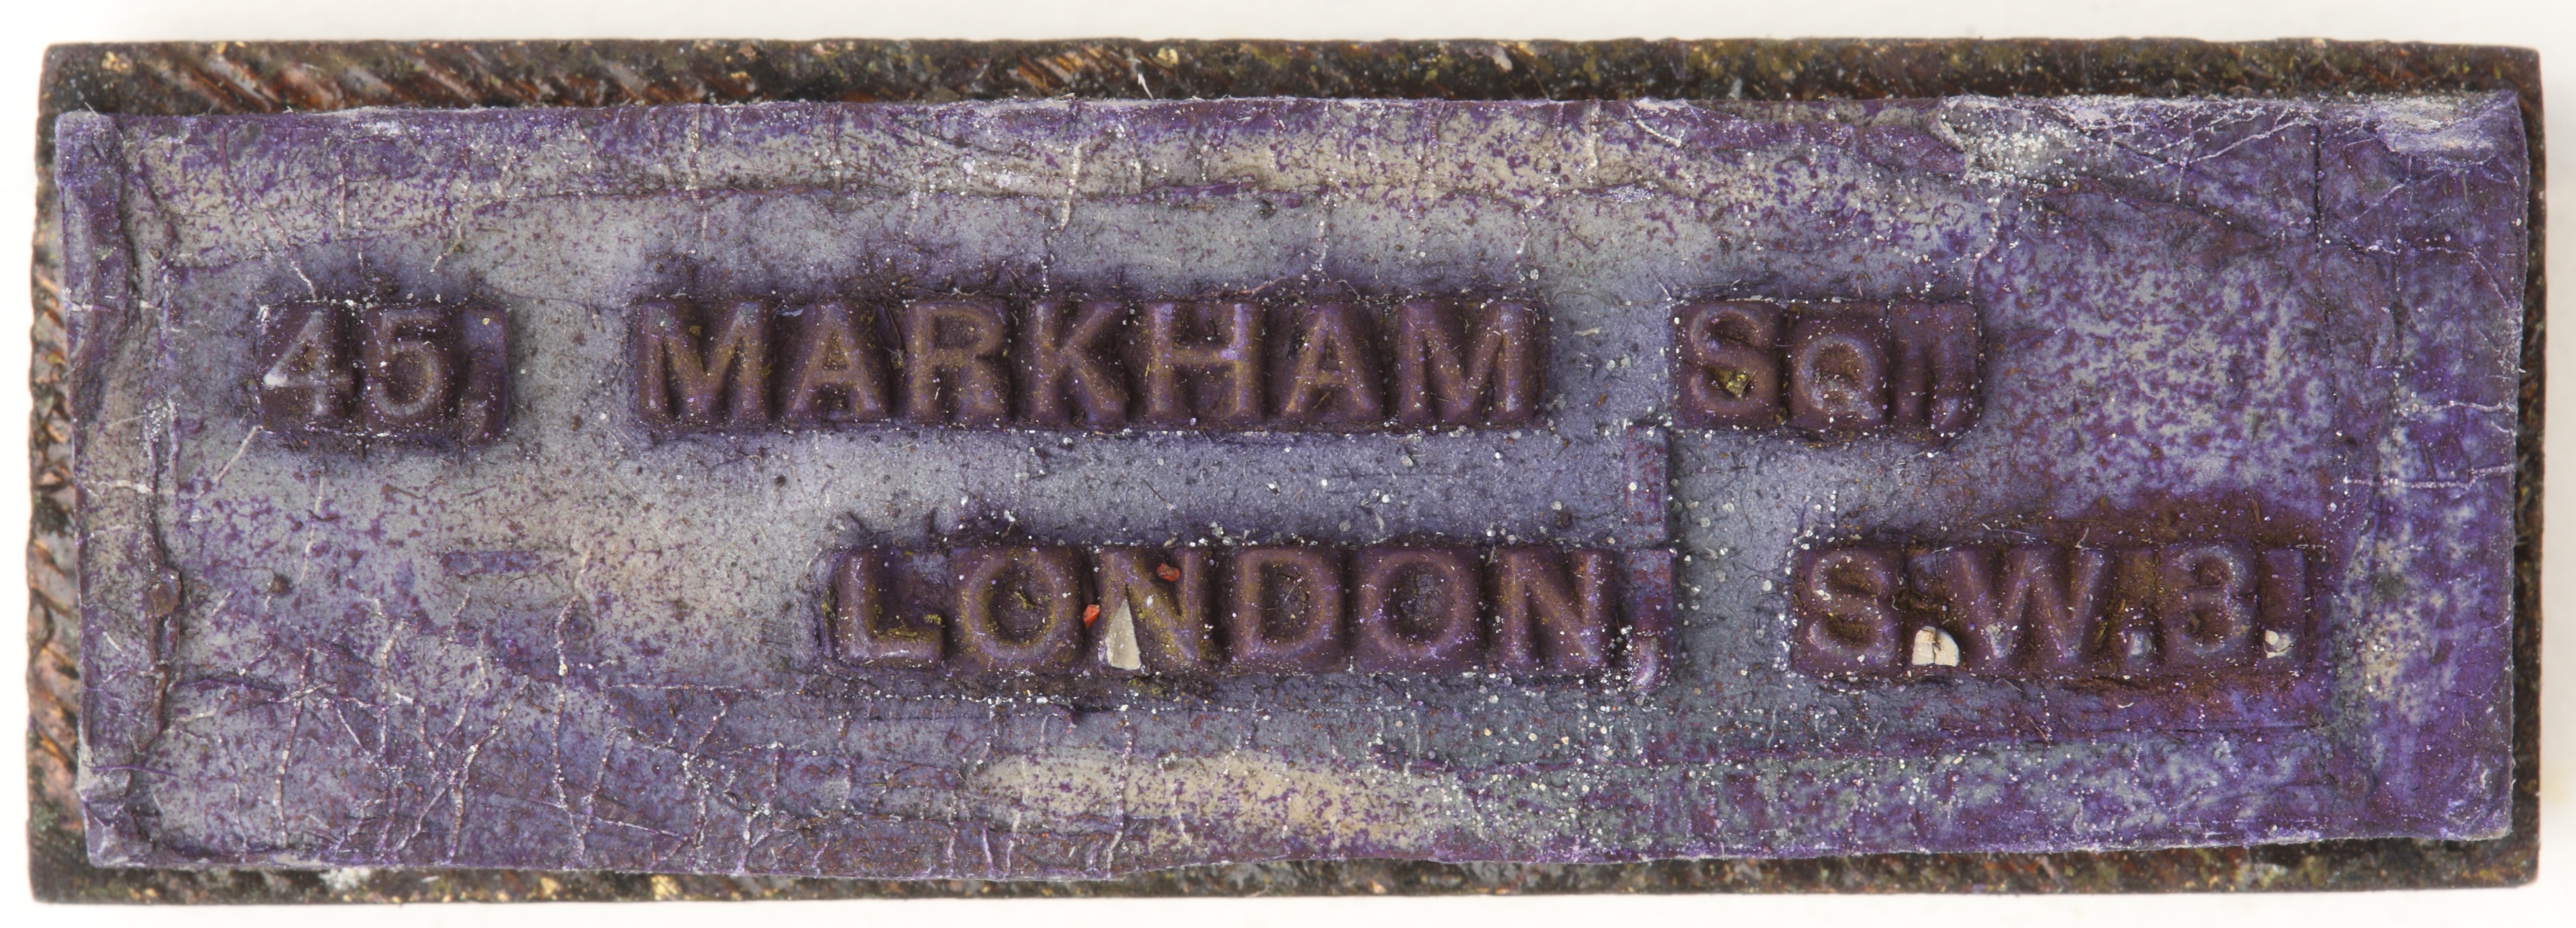 45, MARKHAM SQ.,
LONDON, S.W.3.